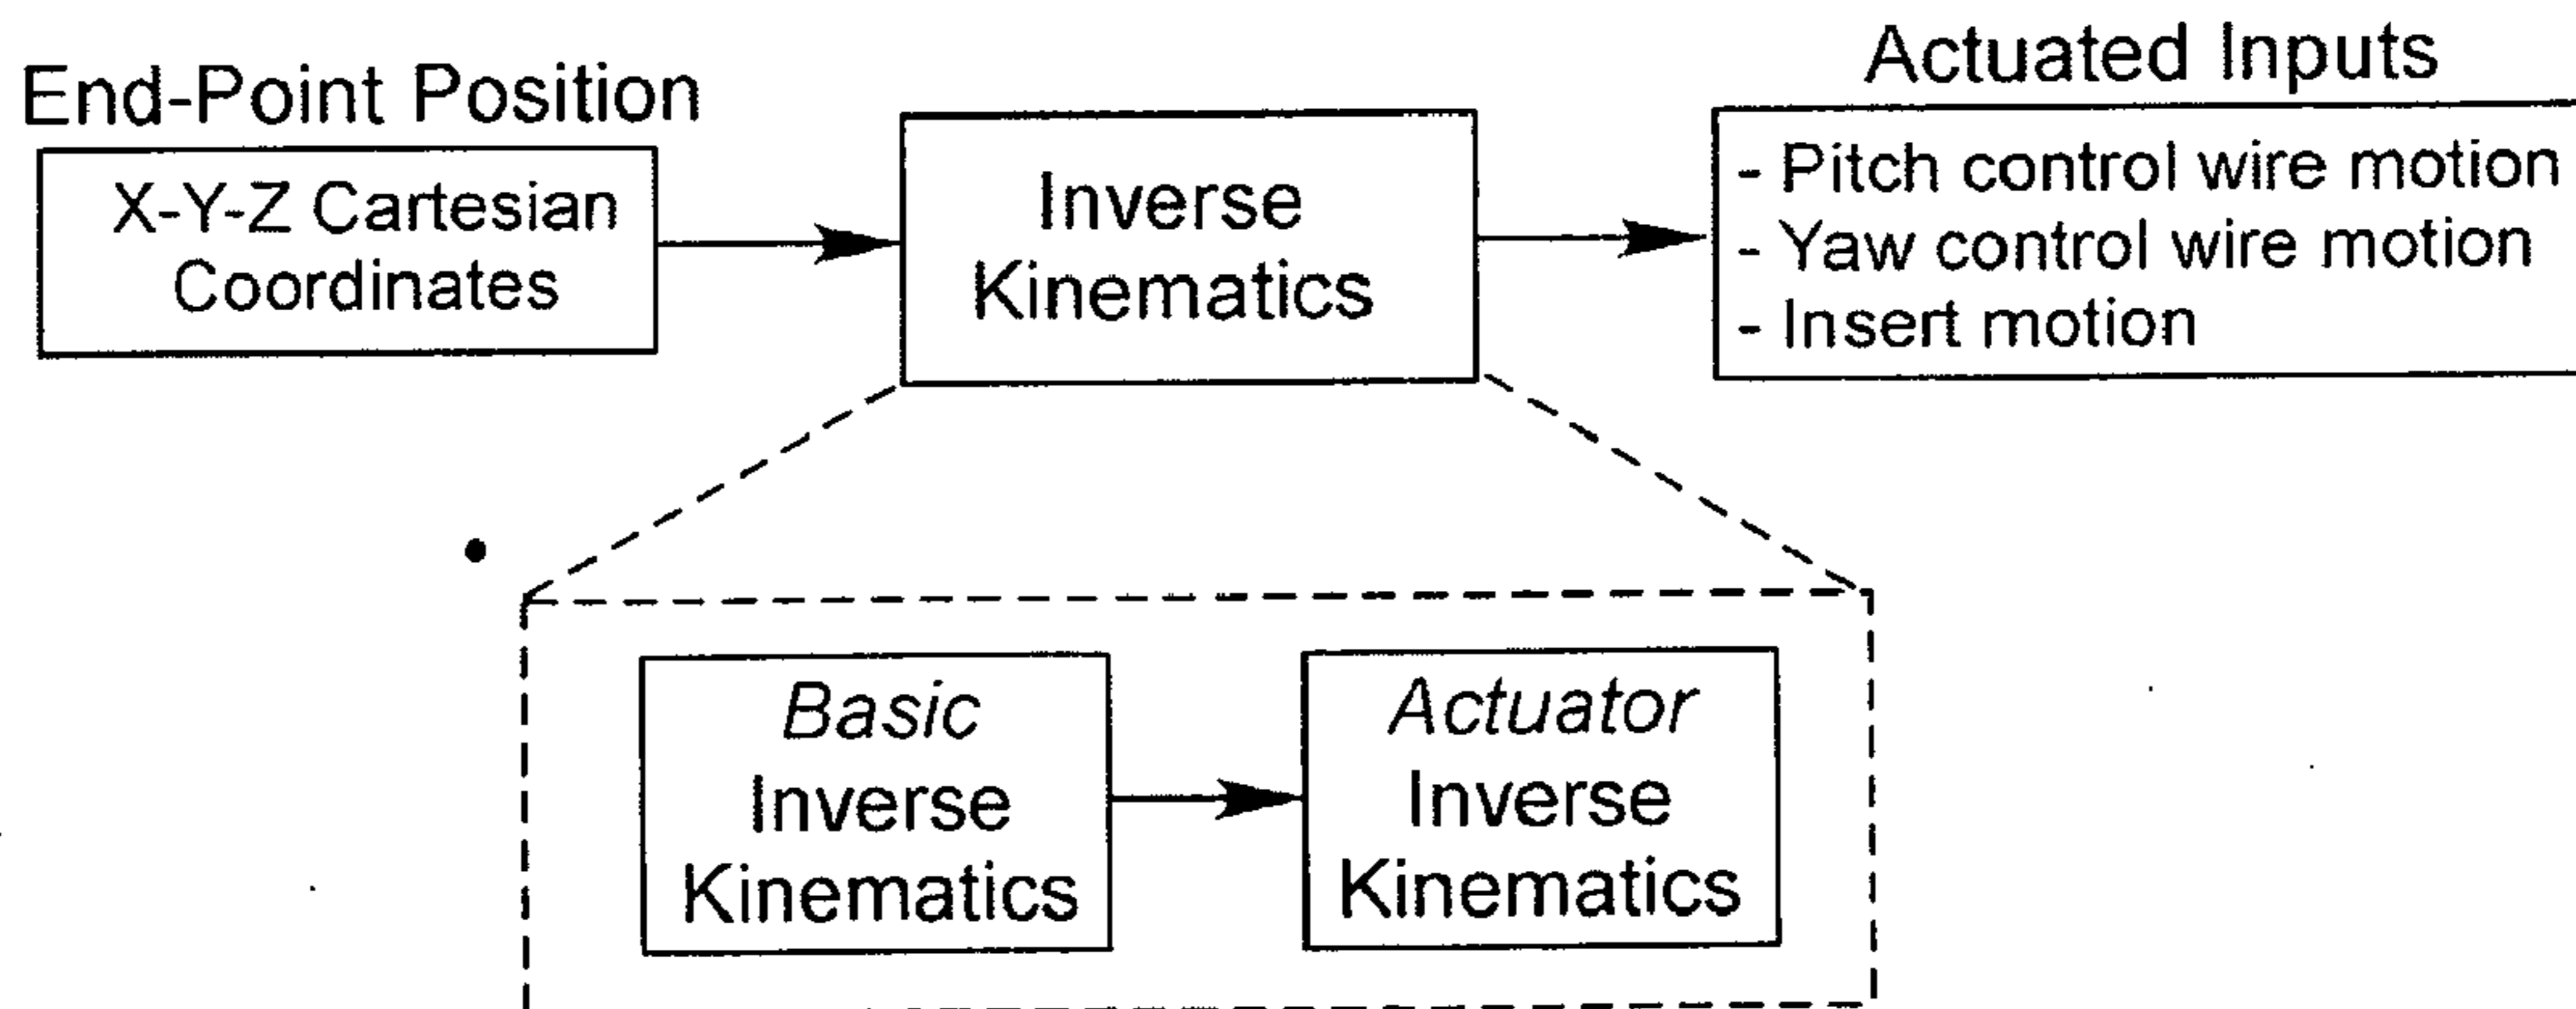 End-Point Position
X-Y-Z Cartesian
Coordinates
Inverse
Kinematics
Actuated Inputs
- Pitch control wire motion
- Yaw control wire motion
- Insert motion
Basic
Inverse
Kinematics
Actuator
Inverse
Kinematics